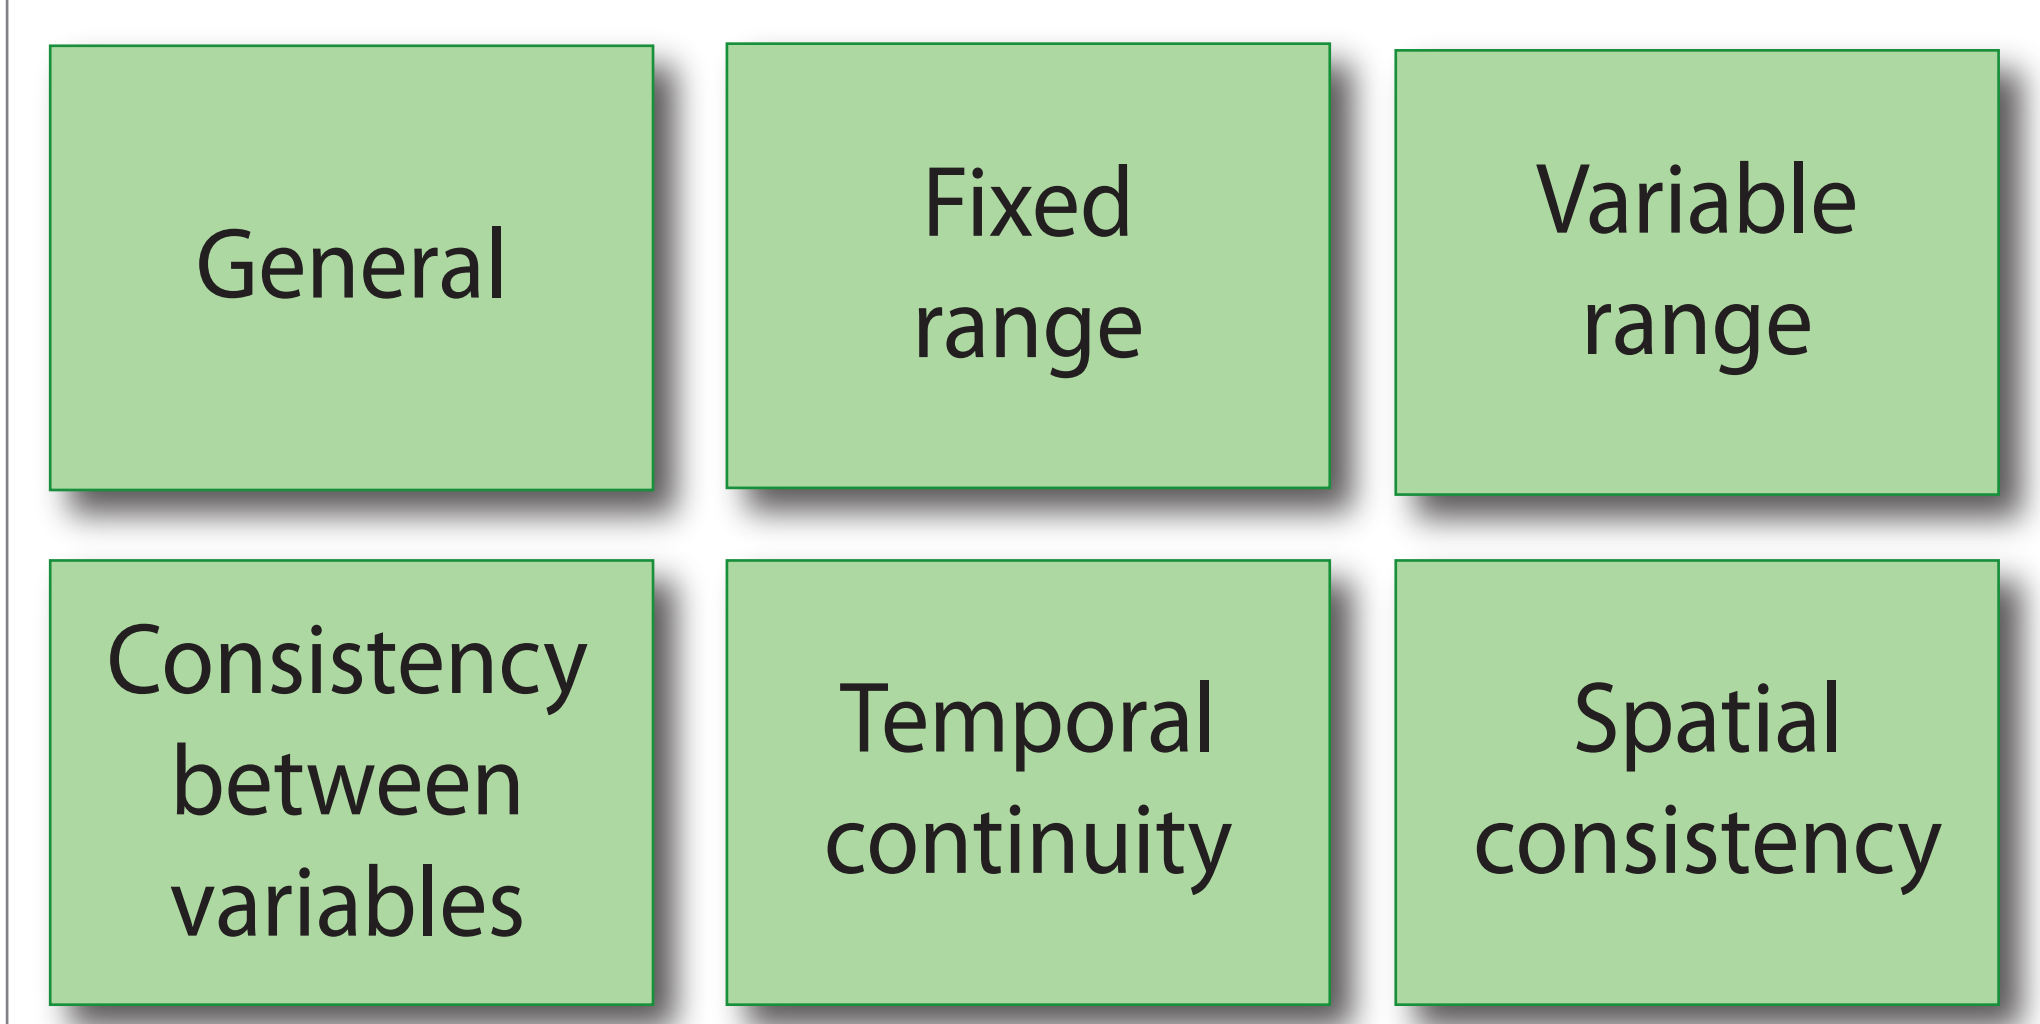 General
Fixed
range
Variable
range
Consistency
between
variables
Temporal
continuity
Spatial
consistency